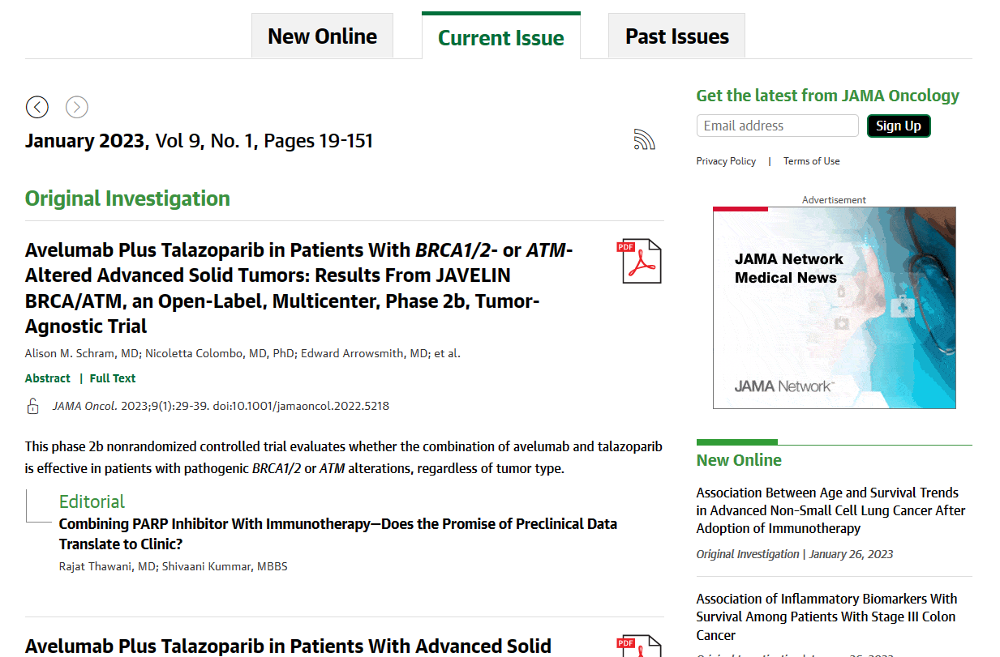 New Online
Current Issue
Past Issues
January 2023, Vol 9, No. 1, Pages 19-151
Original Investigation
Avelumab Plus Talazoparib in Patients With BRCA1/2- or ATM-
Altered Advanced Solid Tumors: Results From JAVELIN
BRCA/ATM, an Open-Label, Multicenter, Phase 2b, Tumor-
Agnostic Trial
PDF
Alison M. Schram, MD; Nicoletta Colombo, MD, PhD; Edward Arrowsmith, MD; et al.
Abstract | Full Text
JAMA Oncol. 2023;9(1):29-39. doi:10.1001/jamaoncol.2022.5218
This phase 2b nonrandomized controlled trial evaluates whether the combination of avelumab and talazoparib
is effective in patients with pathogenic BRCA1/2 or ATM alterations, regardless of tumor type.
Editorial
Combining PARP Inhibitor With Immunotherapy—Does the Promise of Preclinical Data
Translate to Clinic?
Rajat Thawani, MD; Shivaani Kummar, MBBS
Avelumab Plus Talazoparib in Patients With Advanced Solid
PDF
Get the latest from JAMA Oncology
Email address
Sign Up
Privacy Policy | Terms of Use
Advertisement
JAMA Network
Medical News
JAMA Network™
New Online
Association Between Age and Survival Trends
in Advanced Non-Small Cell Lung Cancer After
Adoption of Immunotherapy
Original Investigation | January 26, 2023
Association of Inflammatory Biomarkers With
Survival Among Patients With Stage III Colon
Cancer